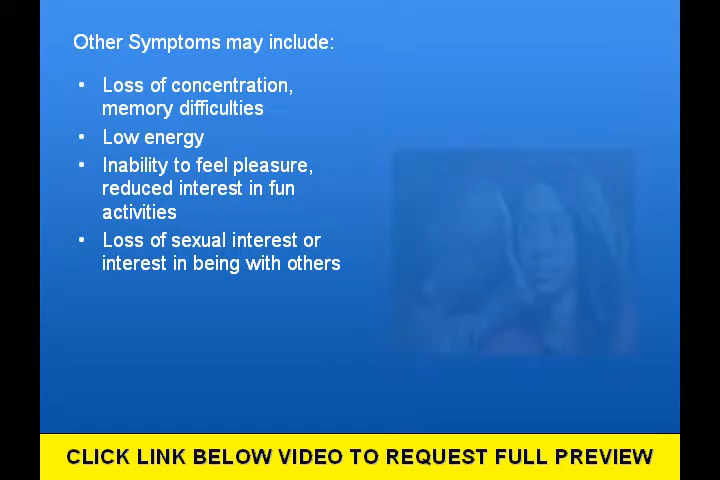 Other Symptoms may include:
• Loss of concentration,
memory difficulties
• Low energy
• Inability to feel pleasure,
reduced interest in fun
activities
• Loss of sexual interest or
interest in being with others
CLICK LINK BELOW VIDEO TO REQUEST FULL PREVIEW